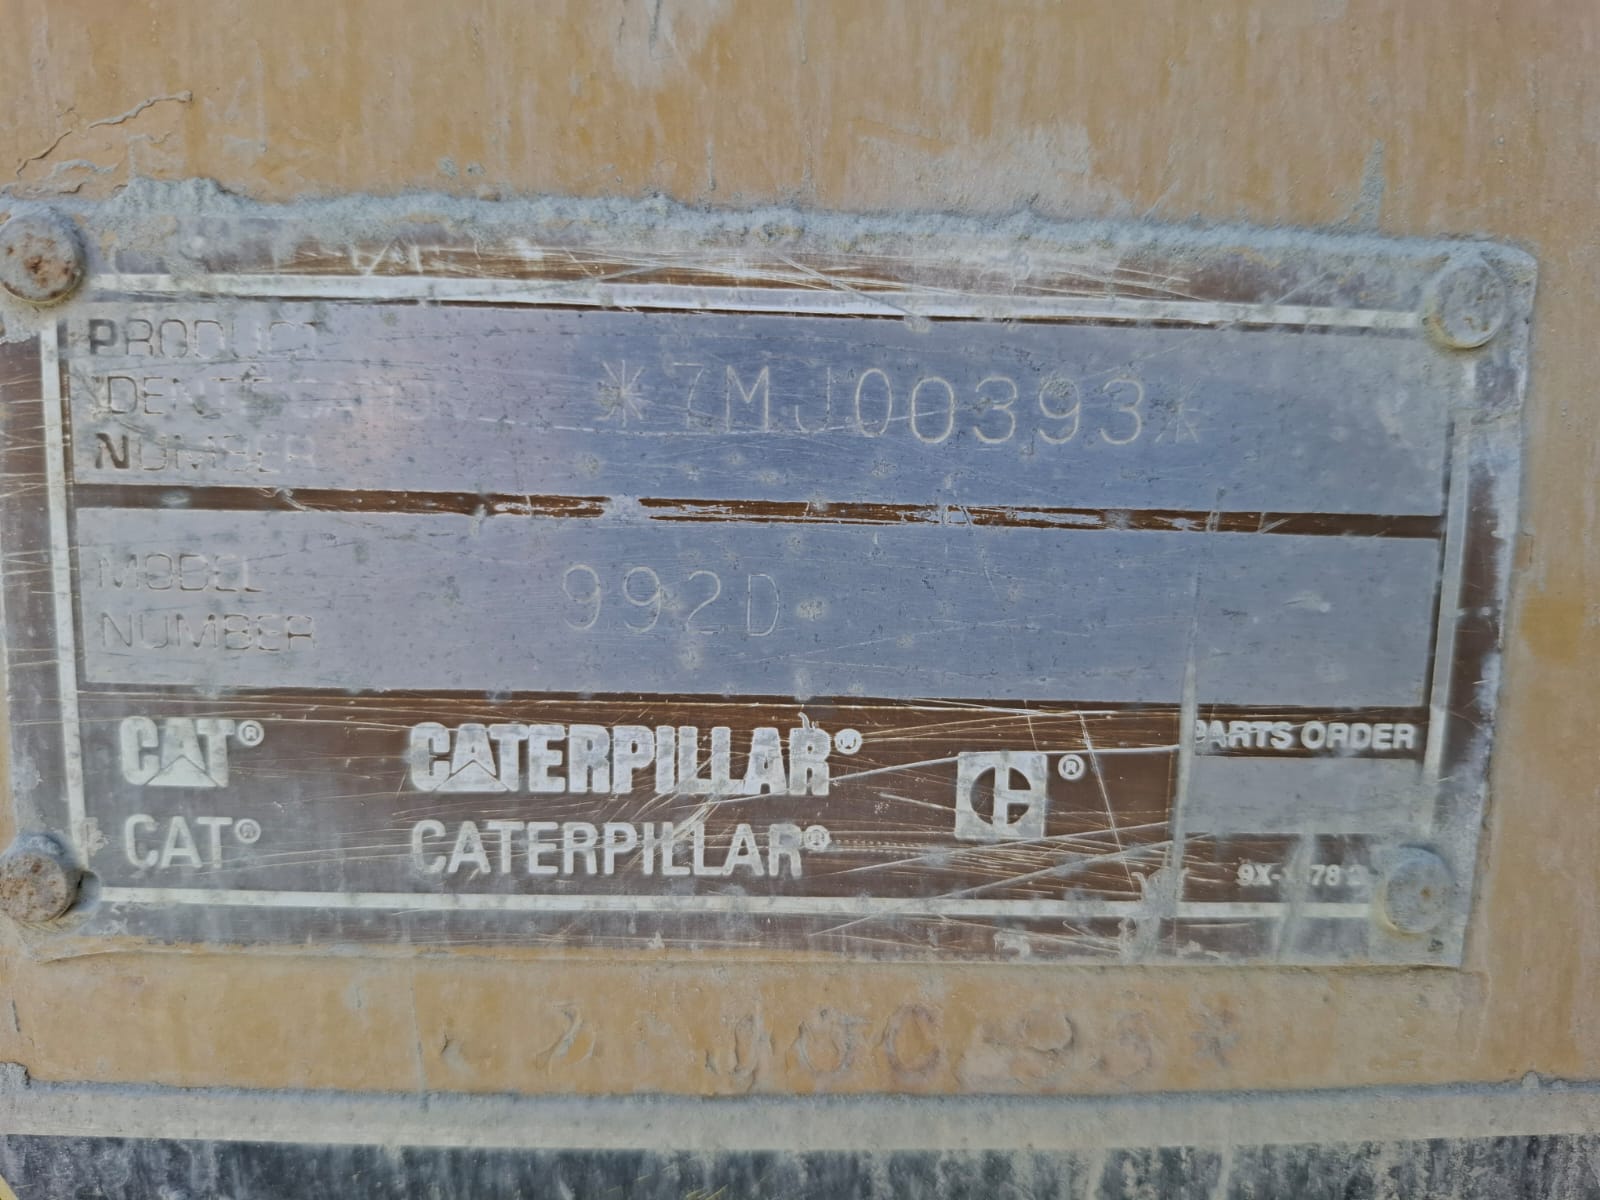 PRODUCT
IDENTIFICATION
NUMBER
*7MJ00393*
MODEL
NUMBER
992D
CAT® CATERPILLAR® ®
CAT® CATERPILLAR®
PARTS ORDER